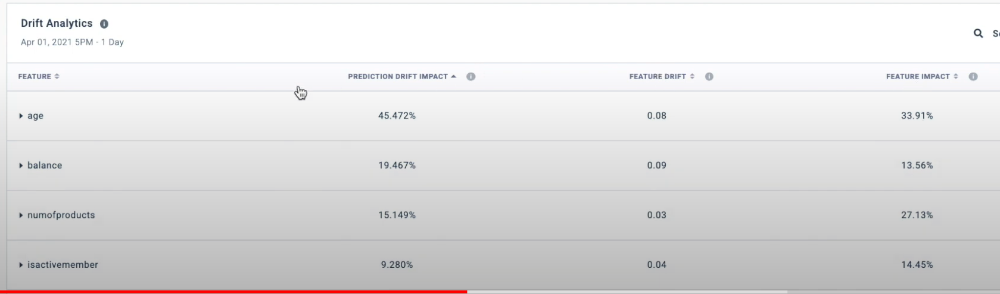 Drift Analytics
Apr 01, 2021 5PM - 1 Day
FEATURE PREDICTION DRIFT IMPACT FEATURE DRIFT FEATURE IMPACT
age 45.472% 0.08 33.91%
balance 19.467% 0.09 13.56%
numofproducts 15.149% 0.03 27.13%
isactivemember 9.280% 0.04 14.45%